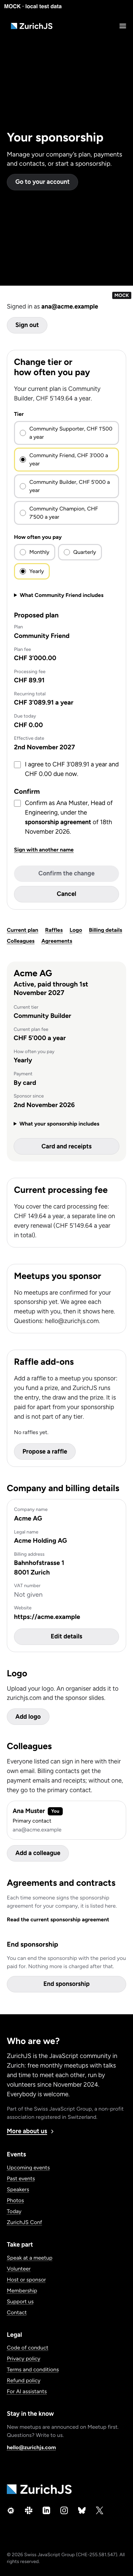 MOCK · local test data
ZurichJS
Your sponsorship
Manage your company's plan, payments
and contacts, or start a sponsorship.
Go to your account
MOCK
Signed in as ana@acme.example
Sign out
Change tier or
how often you pay
Your current plan is Community
Builder, CHF 5'149.64 a year.
Tier
Community Supporter, CHF 1'500
a year
Community Friend, CHF 3'000 a
year
Community Builder, CHF 5'000 a
year
Community Champion, CHF
7'500 a year
How often you pay
Monthly
Quarterly
Yearly
What Community Friend includes
Proposed plan
Plan
Community Friend
Plan fee
CHF 3'000.00
Processing fee
CHF 89.91
Recurring total
CHF 3'089.91 a year
Due today
CHF 0.00
Effective date
2nd November 2027
I agree to CHF 3'089.91 a year and
CHF 0.00 due now.
Confirm
Confirm as Ana Muster, Head of
Engineering, under the
sponsorship agreement of 18th
November 2026.
Sign with another name
Confirm the change
Cancel
Current plan Raffles Logo Billing details
Colleagues Agreements
Acme AG
Active, paid through 1st
November 2027
Current tier
Community Builder
Current plan fee
CHF 5'000 a year
How often you pay
Yearly
Payment
By card
Sponsor since
2nd November 2026
What your sponsorship includes
Card and receipts
Current processing fee
You cover the card processing fee:
CHF 149.64 a year, a separate line on
every renewal (CHF 5'149.64 a year
in total).
Meetups you sponsor
No meetups are confirmed for your
sponsorship yet. We agree each
meetup with you, then it shows here.
Questions: hello@zurichjs.com.
Raffle add-ons
Add a raffle to a meetup you sponsor:
you fund a prize, and ZurichJS runs
the entry, the draw and the prize. It is
paid for apart from your sponsorship
and is not part of any tier.
No raffles yet.
Propose a raffle
Company and billing details
Company name
Acme AG
Legal name
Acme Holding AG
Billing address
Bahnhofstrasse 1
8001 Zurich
VAT number
Not given
Website
https://acme.example
Edit details
Logo
Upload your logo. An organiser adds it to
zurichjs.com and the sponsor slides.
Add logo
Colleagues
Everyone listed can sign in here with their
own email. Billing contacts get the
payment emails and receipts; without one,
they go to the primary contact.
Ana Muster You
Primary contact
ana@acme.example
Add a colleague
Agreements and contracts
Each time someone signs the sponsorship
agreement for your company, it is listed here.
Read the current sponsorship agreement
End sponsorship
You can end the sponsorship with the period you
paid for. Nothing more is charged after that.
End sponsorship
Who are we?
ZurichJS is the JavaScript community in
Zurich: free monthly meetups with talks
and time to meet each other, run by
volunteers since November 2024.
Everybody is welcome.
Part of the Swiss JavaScript Group, a non-profit
association registered in Switzerland.
More about us
Events
Upcoming events
Past events
Speakers
Photos
Today
ZurichJS Conf
Take part
Speak at a meetup
Volunteer
Host or sponsor
Membership
Support us
Contact
Legal
Code of conduct
Privacy policy
Terms and conditions
Refund policy
For AI assistants
Stay in the know
New meetups are announced on Meetup first.
Questions? Write to us.
hello@zurichjs.com
ZurichJS
© 2026 Swiss JavaScript Group (CHE-255.581.547). All
rights reserved.